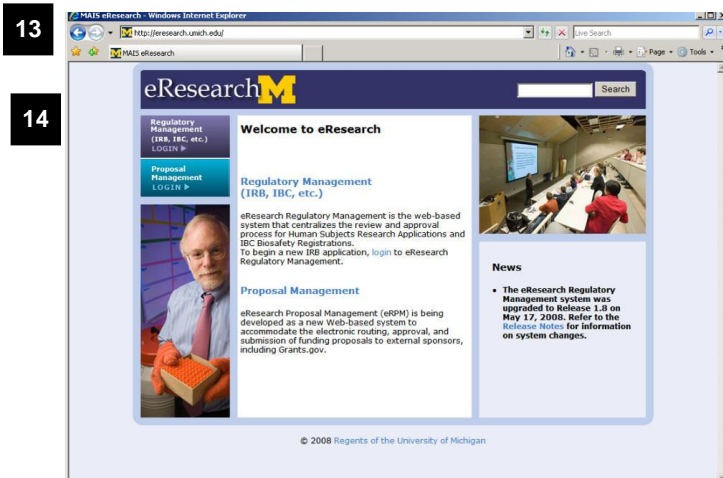 13
14
MAIS eResearch - Windows Internet Explorer
http://eresearch.umich.edu/
Live Search
MAIS eResearch
Page
Tools
eResearch M
Search
Regulatory
Management
(IRB, IBC, etc.)
LOGIN
Proposal
Management
LOGIN
Welcome to eResearch
Regulatory Management
(IRB, IBC, etc.)
eResearch Regulatory Management is the web-based
system that centralizes the review and approval
process for Human Subjects Research Applications and
IBC Biosafety Registrations.
To begin a new IRB application, login to eResearch
Regulatory Management.
Proposal Management
eResearch Proposal Management (eRPM) is being
developed as a new Web-based system to
accommodate the electronic routing, approval, and
submission of funding proposals to external sponsors,
including Grants.gov.
News
• The eResearch Regulatory
Management system was
upgraded to Release 1.8 on
May 17, 2008. Refer to the
Release Notes for information
on system changes.
© 2008 Regents of the University of Michigan